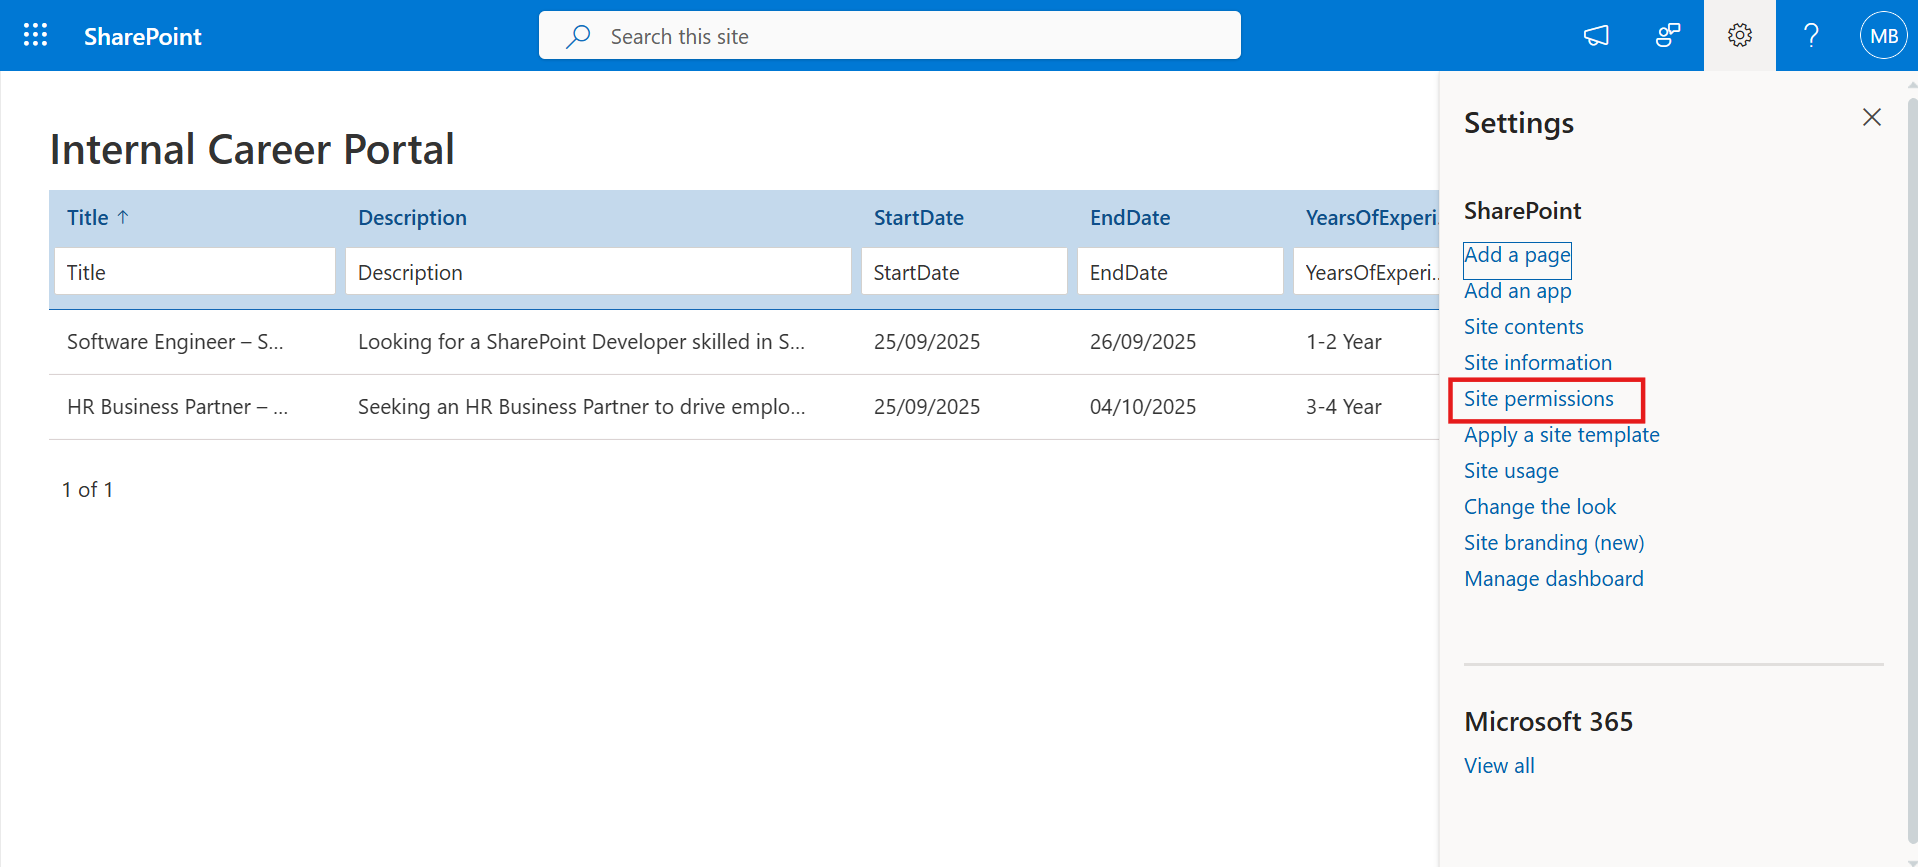 SharePoint
Search this site
?
MB
Internal Career Portal
Title ↑ Description StartDate EndDate YearsOfExperi...
Title Description StartDate EndDate YearsOfExperi...
Software Engineer – S... Looking for a SharePoint Developer skilled in S... 25/09/2025 26/09/2025 1-2 Year
HR Business Partner – ... Seeking an HR Business Partner to drive emplo... 25/09/2025 04/10/2025 3-4 Year
1 of 1
Settings
SharePoint
Add a page
Add an app
Site contents
Site information
Site permissions
Apply a site template
Site usage
Change the look
Site branding (new)
Manage dashboard
Microsoft 365
View all